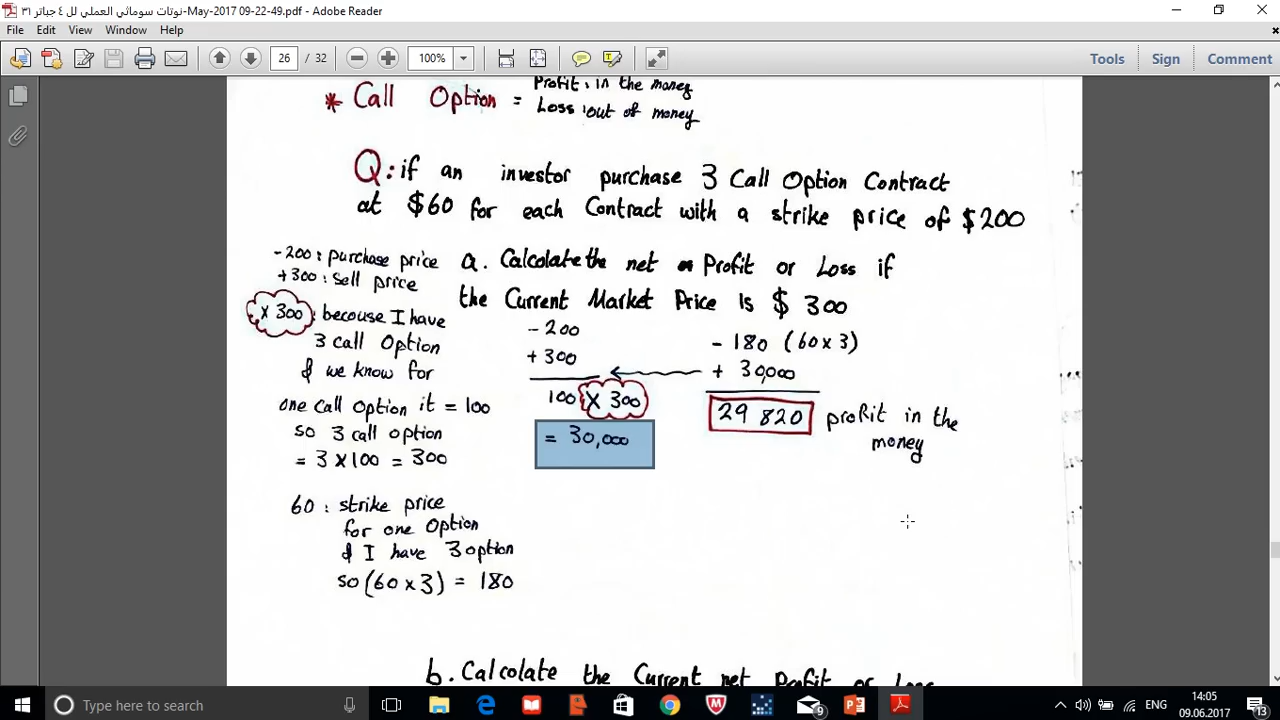 نوتات سوماثي العملي لل ٤ جباتر ٣١-May-2017 09-22-49.pdf - Adobe Reader
File Edit View Window Help
26 / 32 100% Tools Sign Comment
* Call Option = Profit: in the money
Loss: out of money
Q: if an investor purchase 3 Call Option Contract
at $60 for each Contract with a strike price of $200
a. Calcolate the net Profit or Loss if
the Current Market Price Is $ 300
- 200 : purchase price
+ 300 : sell price
x 300 : becouse I have
3 call Option
& we know for
one call Option it = 100
so 3 call option
= 3 x 100 = 300
60 : strike price
for one Option
& I have 3 option
so (60 x 3) = 180
- 200
+ 300
100 X 300
= 30,000
- 180 (60 x 3)
+ 30,000
29 820 profit in the
money
b. Calculate the Current net Profit or Loss
Type here to search
ENG
14:05
09.06.2017